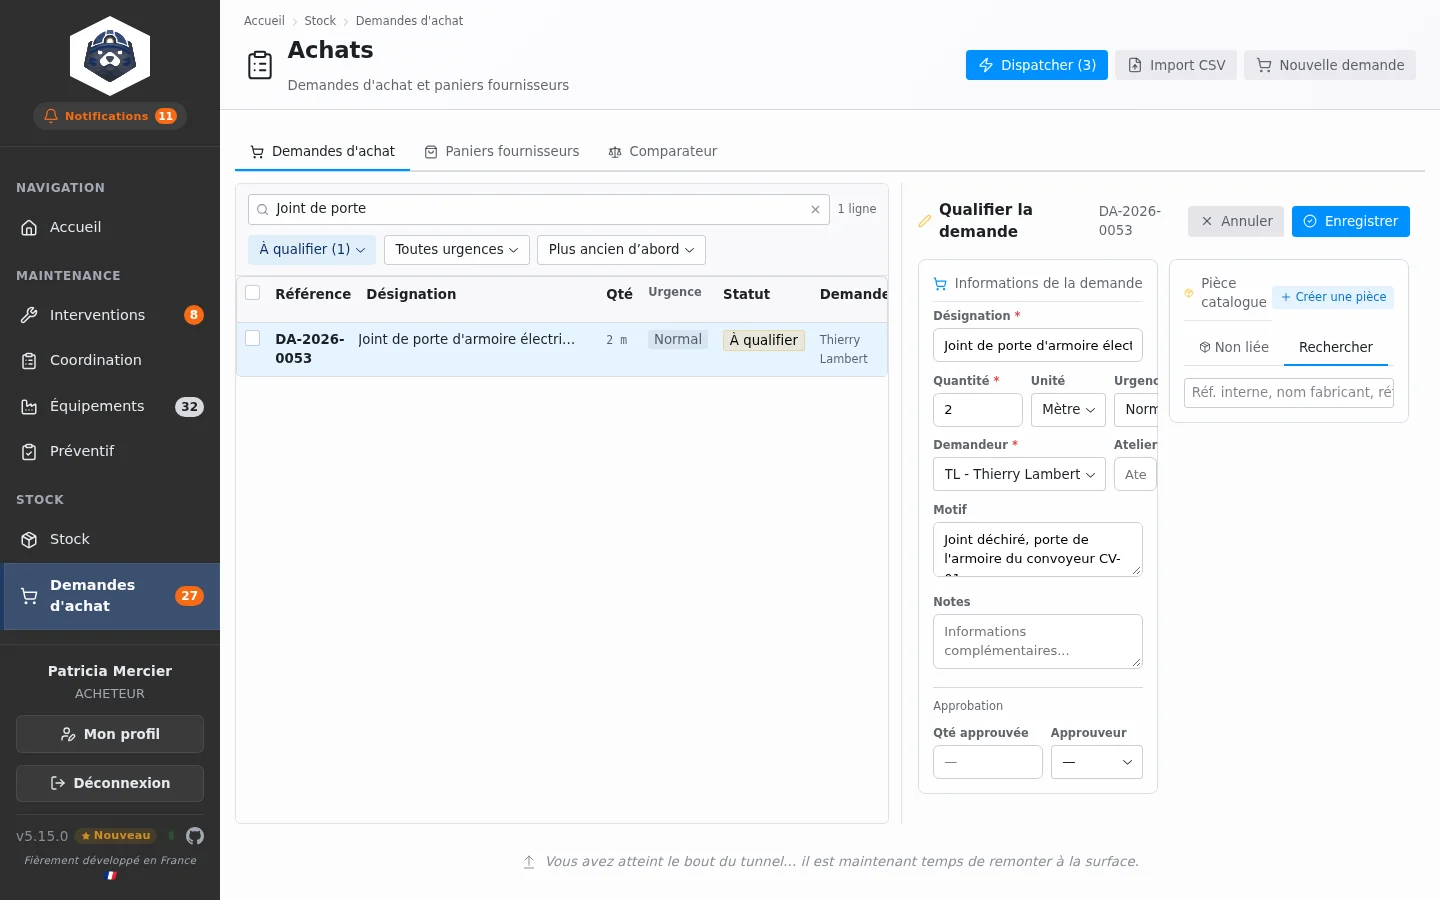 Notifications 11
NAVIGATION
Accueil
MAINTENANCE
Interventions 8
Coordination
Équipements 32
Préventif
STOCK
Stock
Demandes
d'achat
27
Patricia Mercier
ACHETEUR
Mon profil
Déconnexion
v5.15.0 Nouveau
Fièrement développé en France
Accueil Stock Demandes d'achat
Achats
Demandes d'achat et paniers fournisseurs
Dispatcher (3) Import CSV Nouvelle demande
Demandes d'achat Paniers fournisseurs Comparateur
Joint de porte 1 ligne
À qualifier (1) Toutes urgences Plus ancien d’abord
Référence Désignation Qté Urgence Statut Demande
DA-2026-
0053
Joint de porte d'armoire électri… 2 m Normal À qualifier
Thierry
Lambert
Qualifier la
demande
DA-2026-
0053
Annuler Enregistrer
Informations de la demande
Désignation *
Joint de porte d'armoire élect
Quantité * Unité Urgenc
2 Mètre Norm
Demandeur * Atelier
TL - Thierry Lambert Ate
Motif
Joint déchiré, porte de
l'armoire du convoyeur CV-
Notes
Informations
complémentaires...
Approbation
Qté approuvée Approuveur
— —
Pièce
catalogue
Créer une pièce
Non liée Rechercher
Réf. interne, nom fabricant, ré
Vous avez atteint le bout du tunnel... il est maintenant temps de remonter à la surface.